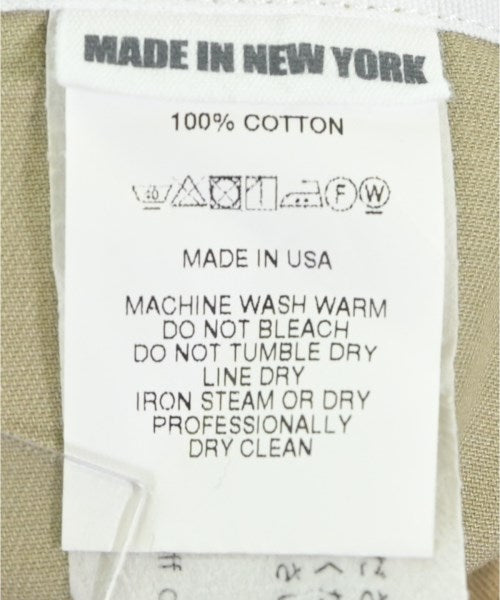 MADE IN NEW YORK
100% COTTON
F W
MADE IN USA
MACHINE WASH WARM
DO NOT BLEACH
DO NOT TUMBLE DRY
LINE DRY
IRON STEAM OR DRY
PROFESSIONALLY
DRY CLEAN